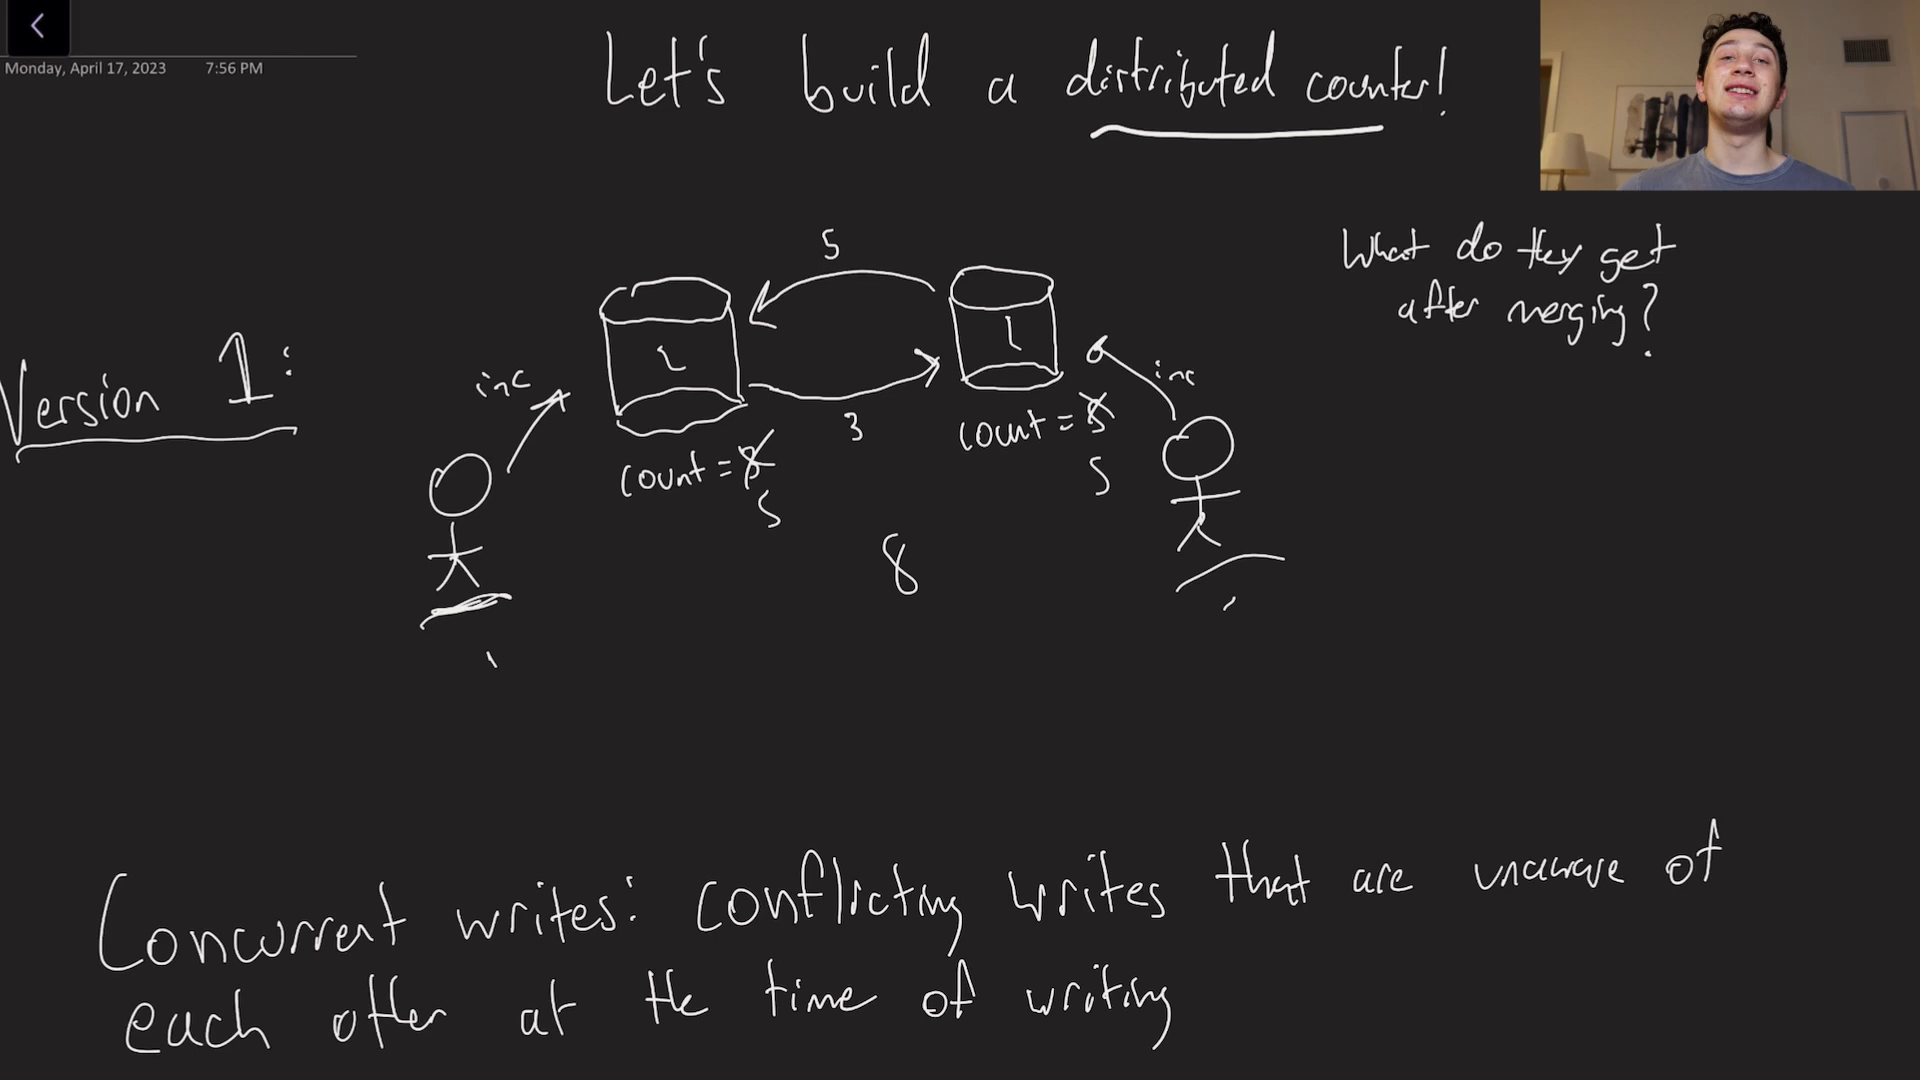 Monday, April 17, 2023 7:56 PM
Let's build a distributed counter!
What do they get
after merging?
5
Version 1:
inc
L
L
inc
3
count =
5
count =
5
8
Concurrent writes: conflicting writes that are unaware of
each other at the time of writing